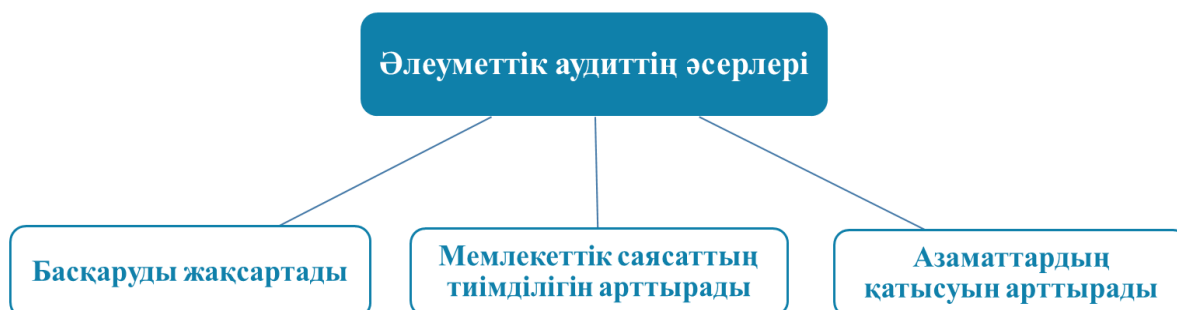 Әлеуметтік аудиттің әсерлері
Басқаруды жақсартады
Мемлекеттік саясаттың
тиімділігін арттырады
Азаматтардың
қатысуын арттырады